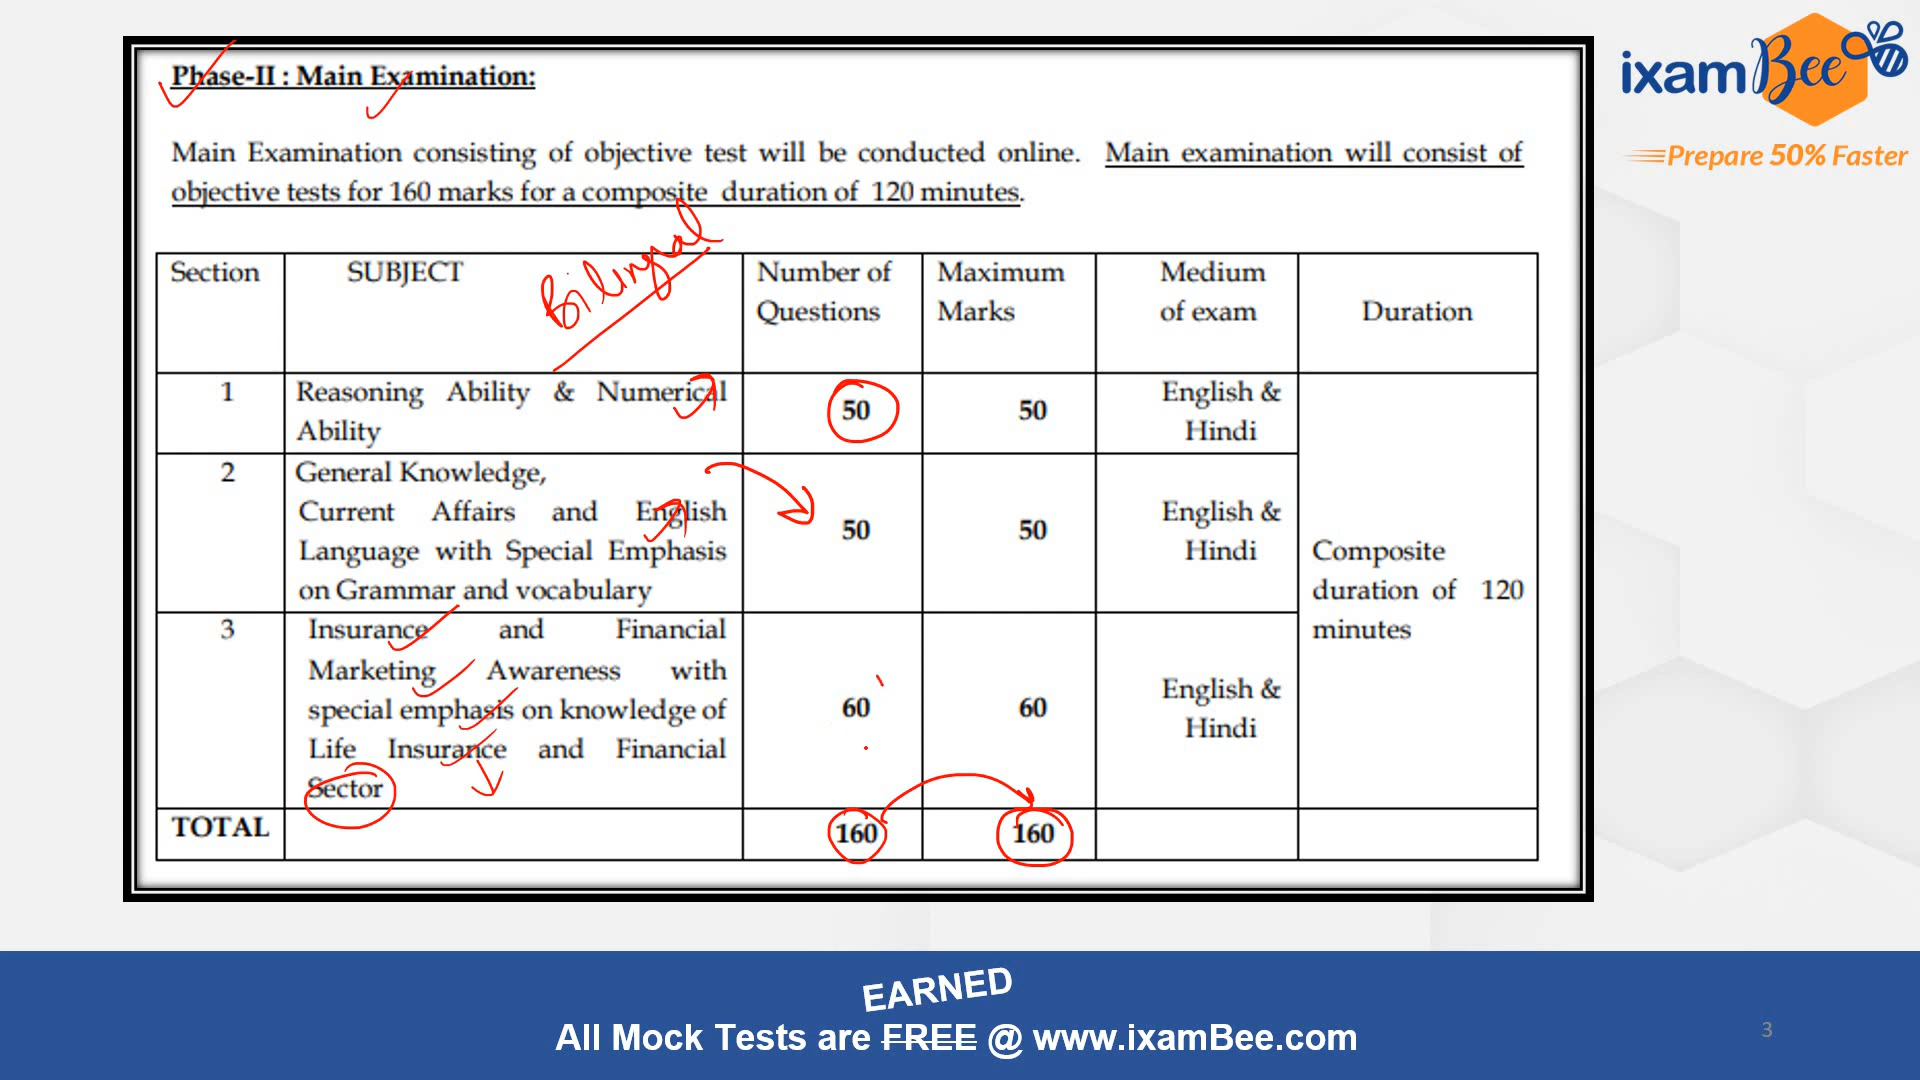 Phase-II : Main Examination:
Main Examination consisting of objective test will be conducted online. Main examination will consist of
objective tests for 160 marks for a composite duration of 120 minutes.
Bilingual
Section SUBJECT Number of Questions Maximum Marks Medium of exam Duration
1 Reasoning Ability & Numerical Ability 50 50 English & Hindi
2 General Knowledge, Current Affairs and English Language with Special Emphasis on Grammar and vocabulary 50 50 English & Hindi Composite duration of 120 minutes
3 Insurance and Financial Marketing Awareness with special emphasis on knowledge of Life Insurance and Financial Sector 60 60 English & Hindi
TOTAL 160 160
ixamBee
Prepare 50% Faster
EARNED
All Mock Tests are FREE @ www.ixamBee.com
3